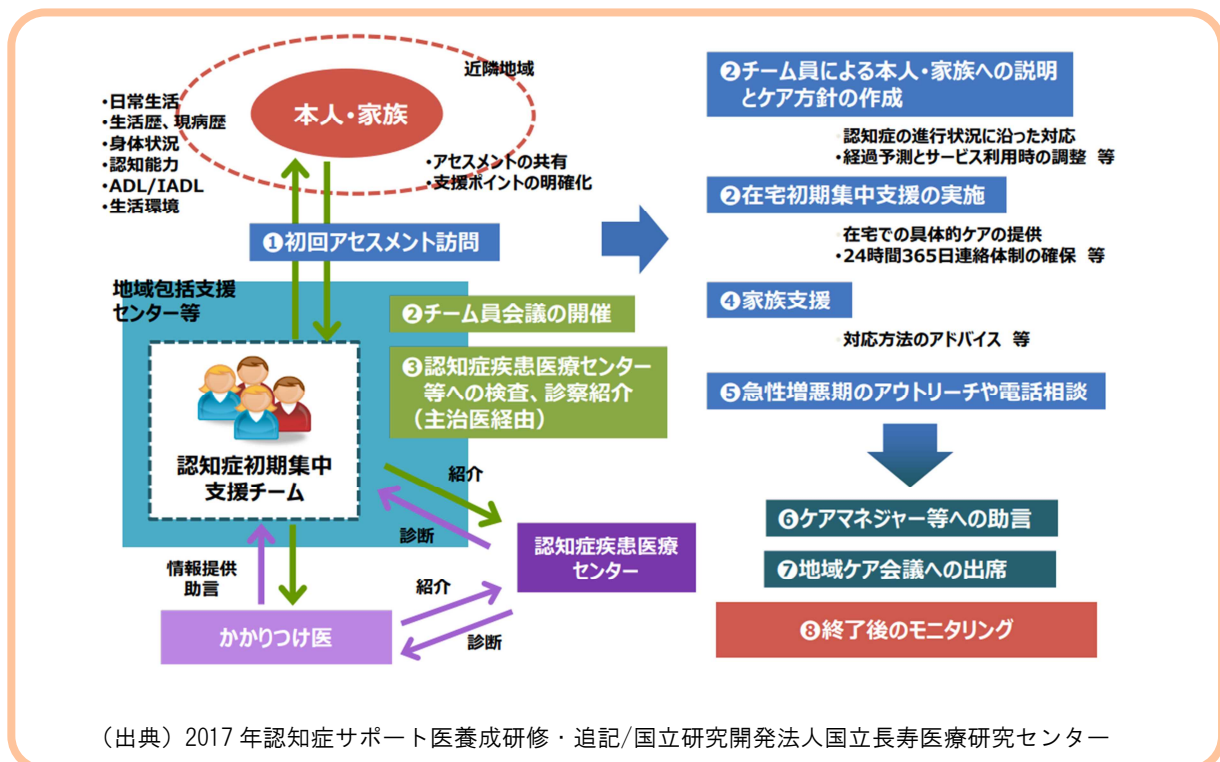 近隣地域
本人・家族
・日常生活
・生活歴、現病歴
・身体状況
・認知能力
・ADL/IADL
・生活環境
・アセスメントの共有
・支援ポイントの明確化
❶初回アセスメント訪問
地域包括支援
センター等
❷チーム員会議の開催
❸認知症疾患医療センター
等への検査、診察紹介
（主治医経由）
認知症初期集中
支援チーム
紹介
診断
認知症疾患医療
センター
情報提供
助言
紹介
診断
かかりつけ医
❷チーム員による本人・家族への説明
とケア方針の作成
・認知症の進行状況に沿った対応
・経過予測とサービス利用時の調整 等
❷在宅初期集中支援の実施
・在宅での具体的ケアの提供
・24時間365日連絡体制の確保 等
❹家族支援
・対応方法のアドバイス 等
❺急性増悪期のアウトリーチや電話相談
❻ケアマネジャー等への助言
❼地域ケア会議への出席
❽終了後のモニタリング
（出典）2017 年認知症サポート医養成研修・追記/国立研究開発法人国立長寿医療研究センター